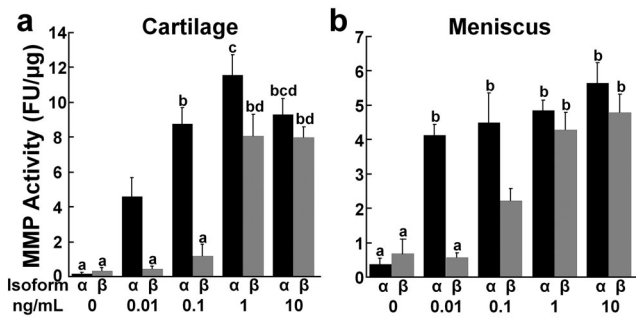 a Cartilage
MMP Activity (FU/μg)
14
12
10
8
6
4
2
0
a a a b a c bd bcd bd
Isoform α β α β α β α β α β
ng/mL 0 0.01 0.1 1 10
b Meniscus
7
6
5
4
3
2
1
0
a a b a b b b b b
α β α β α β α β α β
0 0.01 0.1 1 10